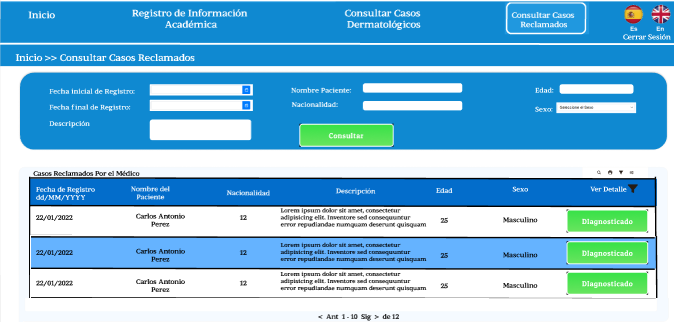 Inicio
Registro de Información
Académica
Consultar Casos
Dermatológicos
Consultar Casos
Reclamados
Es
En
Cerrar Sesión
Inicio >> Consultar Casos Reclamados
Fecha inicial de Registro:
Nombre Paciente:
Edad:
Fecha final de Registro:
Nacionalidad:
Sexo:
Seleccione el Sexo
Descripción
Consultar
Casos Reclamados Por el Médico
Fecha de Registro
dd/MM/YYYY
Nombre del
Paciente
Nacionalidad
Descripción
Edad
Sexo
Ver Detalle
22/01/2022
Carlos Antonio
Perez
12
Lorem ipsum dolor sit amet, consectetur
adipisicing elit. Inventore sed consequuntur
error repudiandae numquam deserunt quisquam
25
Masculino
Diagnosticado
22/01/2022
Carlos Antonio
Perez
12
Lorem ipsum dolor sit amet, consectetur
adipisicing elit. Inventore sed consequuntur
error repudiandae numquam deserunt quisquam
25
Masculino
Diagnosticado
22/01/2022
Carlos Antonio
Perez
12
Lorem ipsum dolor sit amet, consectetur
adipisicing elit. Inventore sed consequuntur
error repudiandae numquam deserunt quisquam
25
Masculino
Diagnosticado
< Ant 1 - 10 Sig > de 12